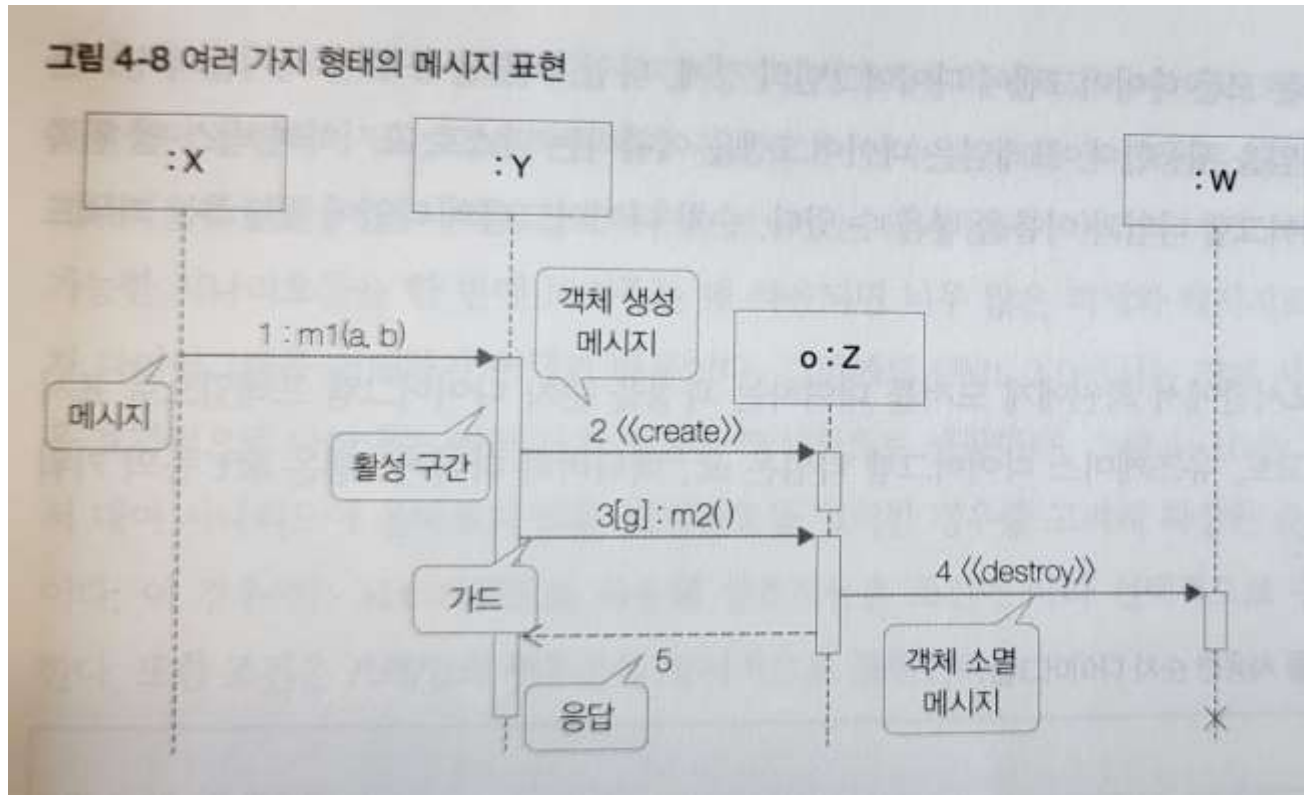 그림 4-8 여러 가지 형태의 메시지 표현
: X
: Y
: W
객체 생성
메시지
o : Z
1 : m1(a, b)
메시지
2 《create》
활성 구간
3[g] : m2()
4 《destroy》
가드
5
객체 소멸
메시지
응답